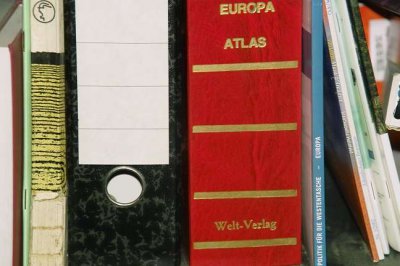 EUROPA
ATLAS
Welt-Verlag
POLITIK FÜR DIE WESTENTASCHE - EUROPA